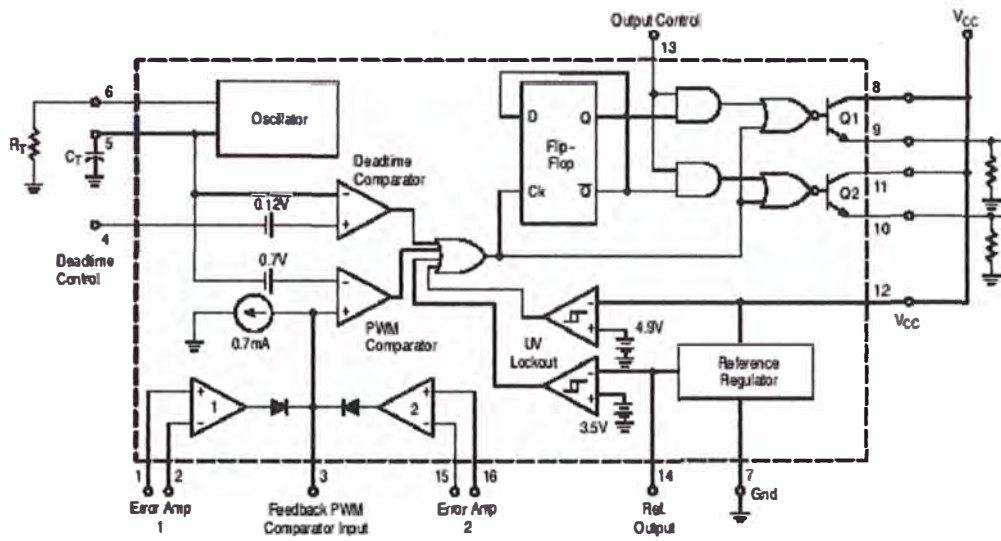 Output Control
13
VCC
6
Oscillator
RT
5
CT
Deadtime
Comparator
D
Q
Flip-
Flop
Ck
Q
8
Q1
9
11
Q2
10
0.12V
−
+
4
Deadtime
Control
0.7V
−
+
PWM
Comparator
0.7mA
−
+
4.9V
12
VCC
UV
Lockout
−
+
3.5V
Reference
Regulator
+
−
1
+
−
2
1
2
3
15
16
14
7
Gnd
Error Amp
1
Feedback PWM
Comparator Input
Error Amp
2
Ref.
Output